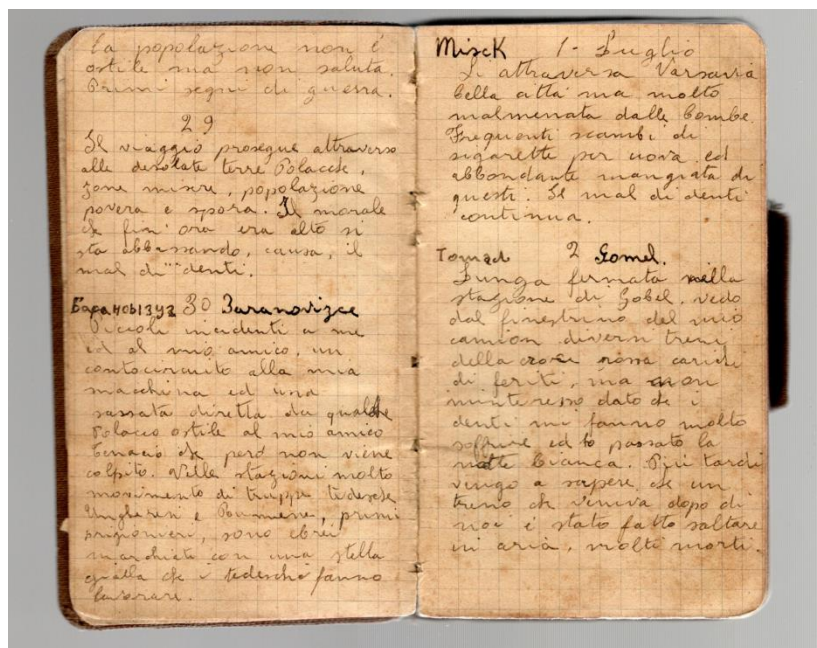 la popolazione non è
ostile ma non saluta.
Primi segni di guerra.
29
Il viaggio prosegue attraverso
alle desolate terre Polacche,
zone misere, popolazione
povera e spora. Il morale
che fin' ora era alto si
sta abbassando, causa, il
mal di denti.
30 Baranovizce
Piccoli incidenti a me
ed al mio amico, un
contocircuito alla mia
macchina ed una
sassata diretta da qualche
Polacco ostile al mio amico
che però non viene
colpito. Nelle stazioni molto
movimento di truppe tedesche
Ungheresi e Rumene, primi
prigionieri, sono ebrei
marchiati con una stella
gialla che i tedeschi fanno
lavorare.
Misck 1- Luglio
Si attraversa Varsavia
bella città ma molto
malmenata dalle bombe.
Frequenti scambi di
sigarette per uova ed
abbondante mangiata di
questi. Il mal di denti
continua.
2 Gomel.
Lunga fermata nella
stazione di Gobel. vedo
dal finestrino del mio
camion diversi treni
della croce rossa carichi
di feriti, ma non
m'interesso dato che i
denti mi fanno molto
soffrire ed ho passato la
notte bianca. Più tardi
vengo a sapere che un
treno che veniva dopo di
noi è stato fatto saltare
in aria, molti morti.